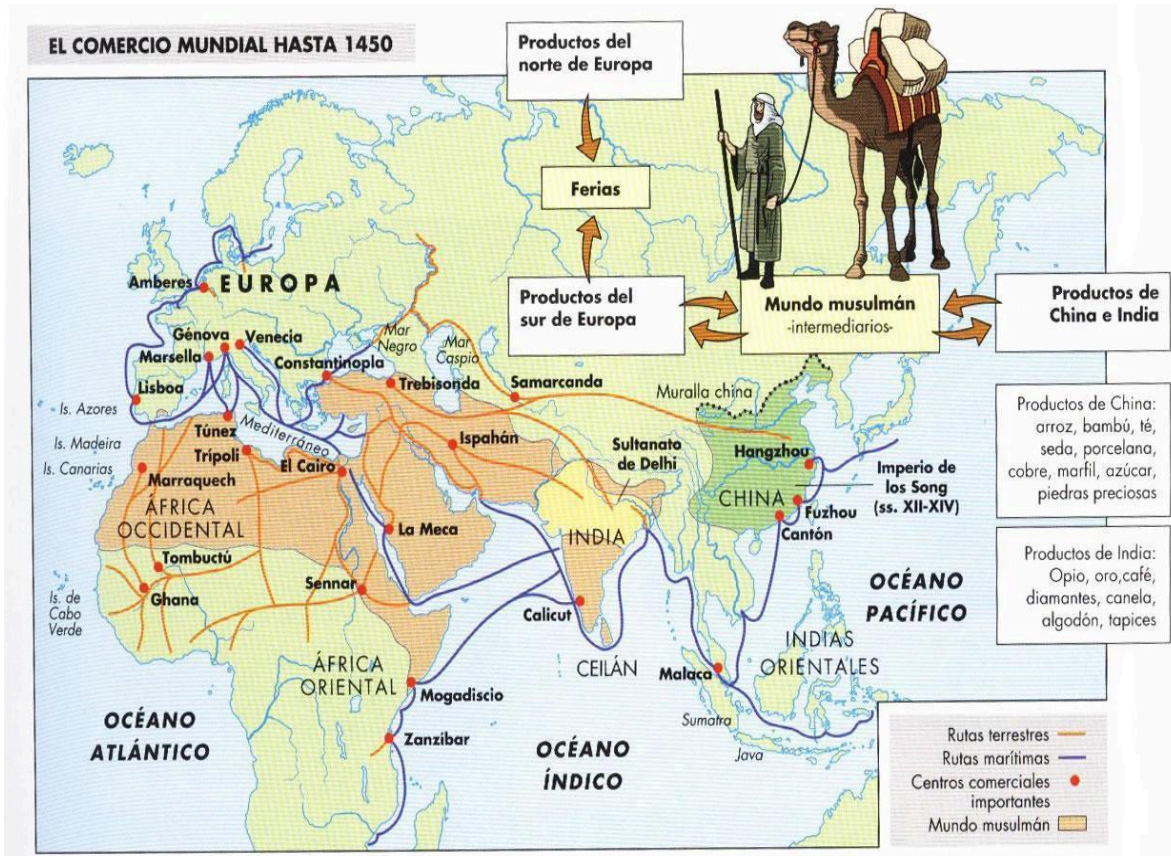 EL COMERCIO MUNDIAL HASTA 1450
Productos del
norte de Europa
Ferias
Productos del
sur de Europa
Mundo musulmán
-intermediarios-
Productos de
China e India
Productos de China:
arroz, bambú, té,
seda, porcelana,
cobre, marfil, azúcar,
piedras preciosas
Productos de India:
Opio, oro,café,
diamantes, canela,
algodón, tapices
Amberes
EUROPA
Génova
Venecia
Marsella
Lisboa
Constantinopla
Mar
Negro
Mar
Caspio
Trebisonda
Samarcanda
Muralla china
Is. Azores
Is. Madeira
Is. Canarias
Túnez
Mediterráneo
Trípoli
El Cairo
Marraquech
Ispahán
Sultanato
de Delhi
Hangzhou
CHINA
Imperio de
los Song
(ss. XII-XIV)
Fuzhou
Cantón
ÁFRICA
OCCIDENTAL
La Meca
INDIA
Tombuctú
Ghana
Sennar
Is. de
Cabo
Verde
Calicut
CEILÁN
OCÉANO
PACÍFICO
INDIAS
ORIENTALES
Malaca
Sumatra
Java
ÁFRICA
ORIENTAL
Mogadiscio
Zanzíbar
OCÉANO
ATLÁNTICO
OCÉANO
ÍNDICO
Rutas terrestres
Rutas marítimas
Centros comerciales
importantes
Mundo musulmán